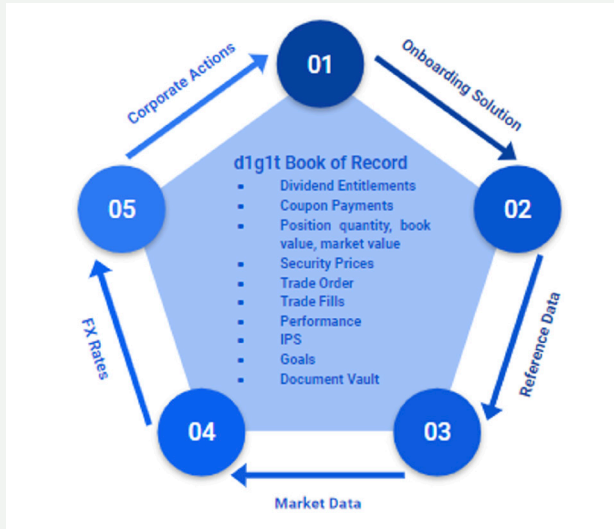 01
Corporate Actions
Onboarding Solution
d1g1t Book of Record
05
02
▪ Dividend Entitlements
▪ Coupon Payments
▪ Position quantity, book
value, market value
▪ Security Prices
▪ Trade Order
▪ Trade Fills
▪ Performance
▪ IPS
▪ Goals
▪ Document Vault
FX Rates
Reference Data
04
03
Market Data